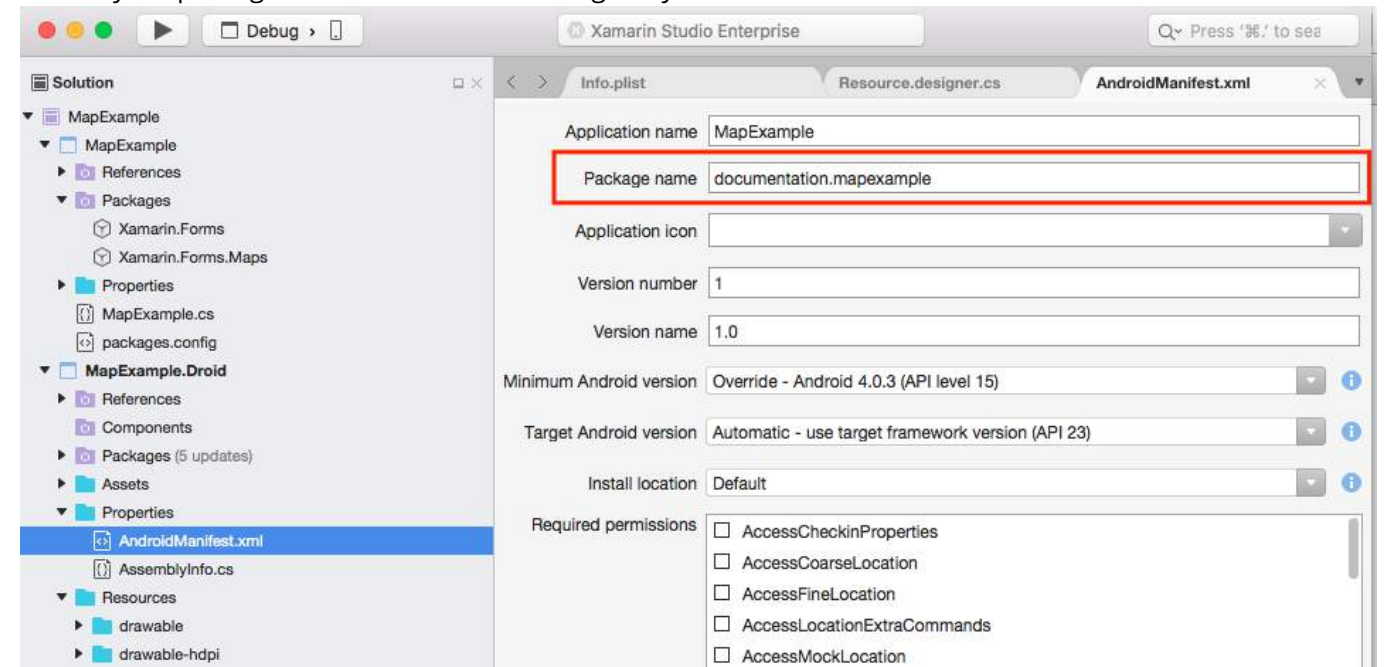 Debug
Xamarin Studio Enterprise
Press '⌘.' to sea
Solution
Info.plist
Resource.designer.cs
AndroidManifest.xml
MapExample
MapExample
References
Packages
Xamarin.Forms
Xamarin.Forms.Maps
Properties
MapExample.cs
packages.config
MapExample.Droid
References
Components
Packages (5 updates)
Assets
Properties
AndroidManifest.xml
AssemblyInfo.cs
Resources
drawable
drawable-hdpi
Application name MapExample
Package name documentation.mapexample
Application icon
Version number 1
Version name 1.0
Minimum Android version Override - Android 4.0.3 (API level 15)
Target Android version Automatic - use target framework version (API 23)
Install location Default
Required permissions
AccessCheckinProperties
AccessCoarseLocation
AccessFineLocation
AccessLocationExtraCommands
AccessMockLocation